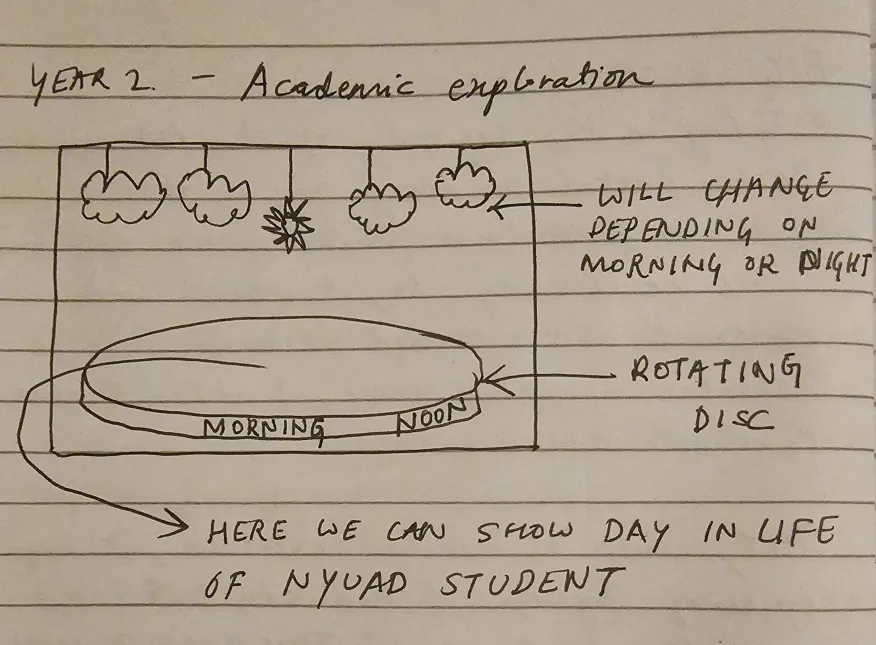 YEAR 2. - Academic exploration
WILL CHANGE
DEPENDING ON
MORNING OR NIGHT
ROTATING
DISC
MORNING NOON
HERE WE CAN SHOW DAY IN LIFE
OF NYUAD STUDENT